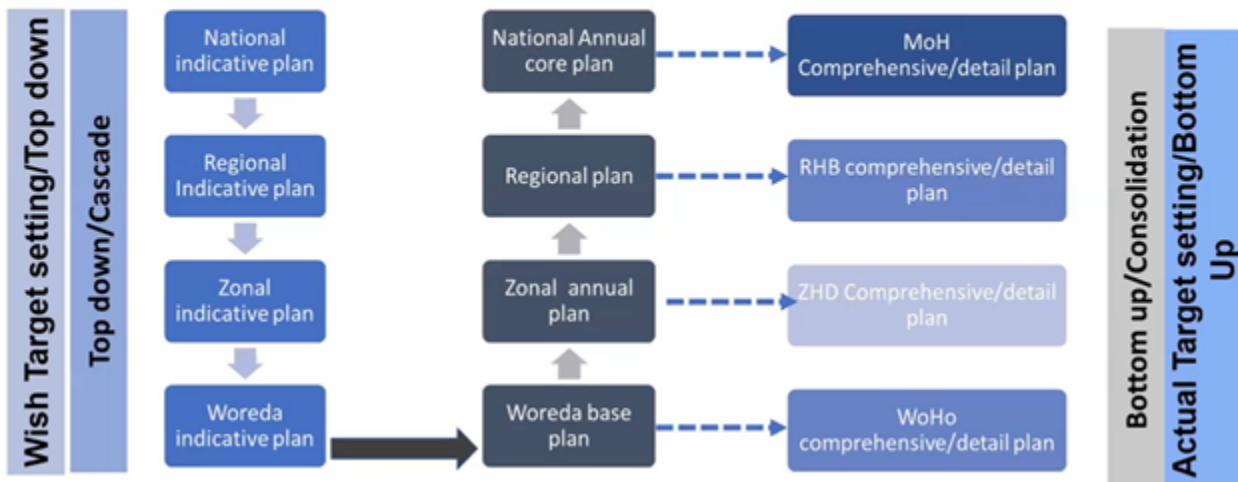 Wish Target setting/Top down
Top down/Cascade
National
indicative plan
Regional
Indicative plan
Zonal
indicative plan
Woreda
indicative plan
National Annual
core plan
Regional plan
Zonal annual
plan
Woreda base
plan
MoH
Comprehensive/detail plan
RHB comprehensive/detail
plan
ZHD Comprehensive/detail
plan
WoHo
comprehensive/detail plan
Bottom up/Consolidation
Actual Target setting/Bottom
Up